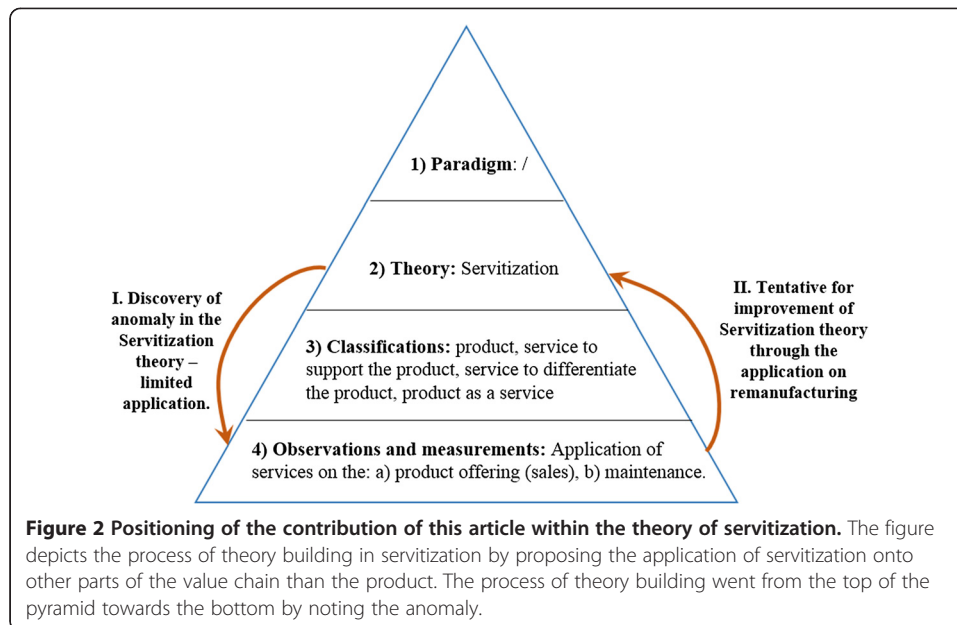 1) Paradigm: /
2) Theory: Servitization
I. Discovery of
anomaly in the
Servitization
theory –
limited
application.
II. Tentative for
improvement of
Servitization theory
through the
application on
remanufacturing
3) Classifications: product, service to
support the product, service to differentiate
the product, product as a service
4) Observations and measurements: Application of
services on the: a) product offering (sales), b) maintenance.
Figure 2 Positioning of the contribution of this article within the theory of servitization. The figure
depicts the process of theory building in servitization by proposing the application of servitization onto
other parts of the value chain than the product. The process of theory building went from the top of the
pyramid towards the bottom by noting the anomaly.